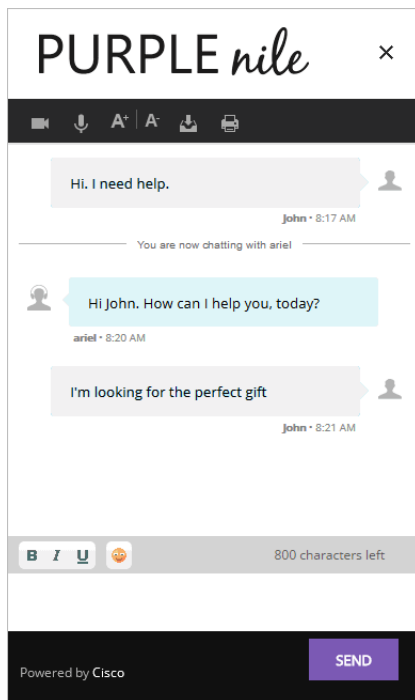 PURPLE nile
A+ A-
Hi. I need help.
John • 8:17 AM
You are now chatting with ariel
Hi John. How can I help you, today?
ariel • 8:20 AM
I'm looking for the perfect gift
John • 8:21 AM
B I U 800 characters left
Powered by Cisco SEND